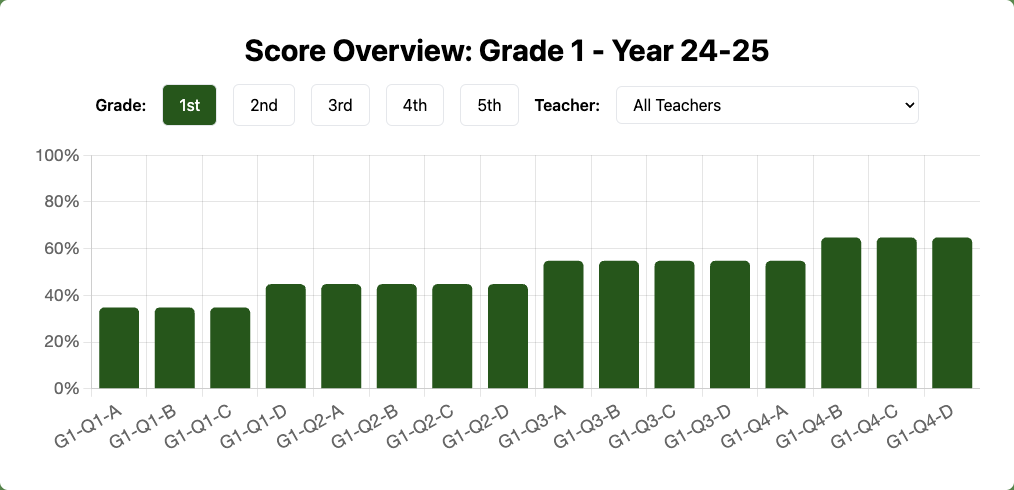 Score Overview: Grade 1 - Year 24-25
Grade: 1st 2nd 3rd 4th 5th Teacher: All Teachers
100%
80%
60%
40%
20%
0%
G1-Q1-A G1-Q1-B G1-Q1-C G1-Q1-D G1-Q2-A G1-Q2-B G1-Q2-C G1-Q2-D G1-Q3-A G1-Q3-B G1-Q3-C G1-Q3-D G1-Q4-A G1-Q4-B G1-Q4-C G1-Q4-D